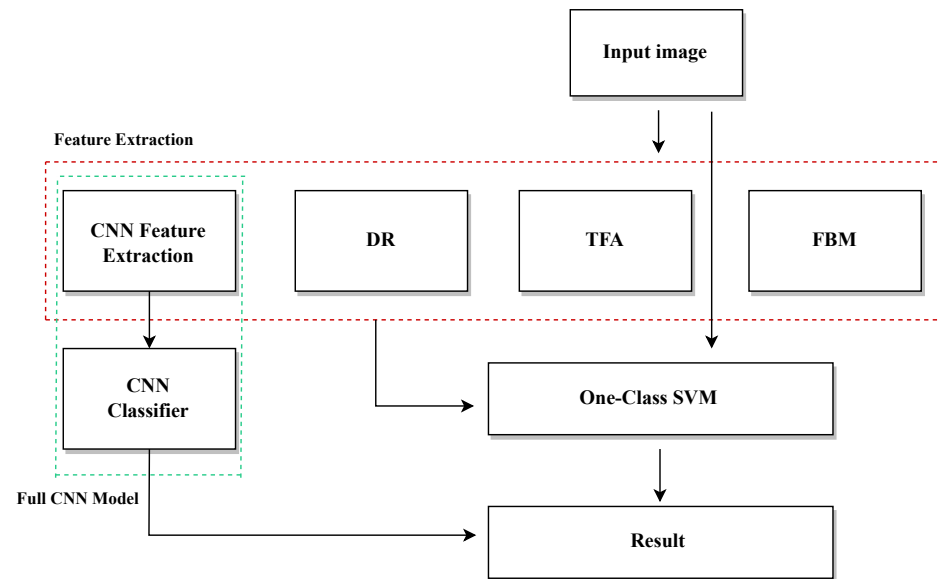 Input image
Feature Extraction
CNN Feature
Extraction
DR
TFA
FBM
CNN
Classifier
One-Class SVM
Full CNN Model
Result